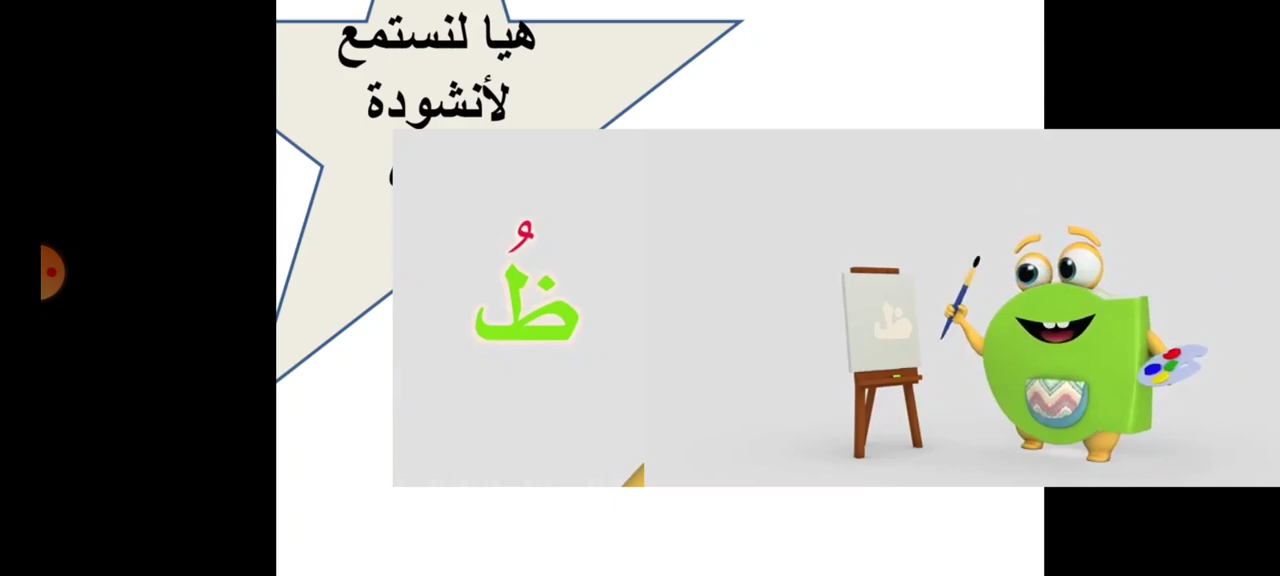 هيا لنستمع
لأنشودة
ظُ
ظ